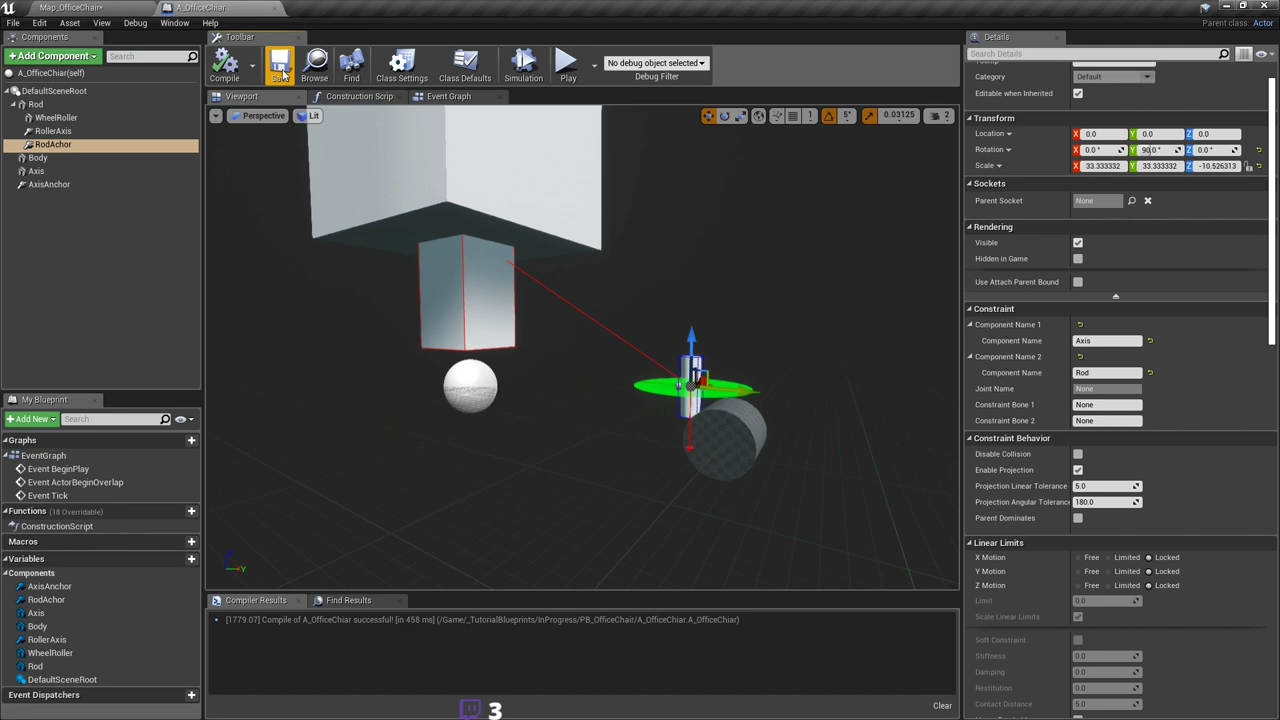 Map_OfficeChair*
A_OfficeChiar
File Edit Asset View Debug Window Help
Parent class: Actor
Components
Add Component
Search
A_OfficeChiar(self)
DefaultSceneRoot
Rod
WheelRoller
RollerAxis
RodAchor
Body
Axis
AxisAnchor
My Blueprint
Add New
Search
Graphs
EventGraph
Event BeginPlay
Event ActorBeginOverlap
Event Tick
Functions (18 Overridable)
ConstructionScript
Macros
Variables
Components
AxisAnchor
RodAchor
Axis
Body
RollerAxis
WheelRoller
Rod
DefaultSceneRoot
Event Dispatchers
Toolbar
Compile
Browse
Find
Class Settings
Class Defaults
Simulation
Play
No debug object selected
Debug Filter
Viewport
Construction Scrip
Event Graph
Perspective
Lit
5°
0.03125
2
Compiler Results
Find Results
[1779.07] Compile of A_OfficeChiar successful! [in 458 ms] (/Game/_TutorialBlueprints/InProgress/PB_OfficeChair/A_OfficeChiar.A_OfficeChiar)
Clear
3
Details
Search Details
Category Default
Editable when Inherited
Transform
Location X 0.0 Y 0.0 Z 0.0
Rotation X 0.0 ° Y 90.0 ° Z 0.0 °
Scale X 33.333332 Y 33.333332 Z -10.526313
Sockets
Parent Socket None
Rendering
Visible
Hidden in Game
Use Attach Parent Bound
Constraint
Component Name 1
Component Name Axis
Component Name 2
Component Name Rod
Joint Name None
Constraint Bone 1 None
Constraint Bone 2 None
Constraint Behavior
Disable Collision
Enable Projection
Projection Linear Tolerance 5.0
Projection Angular Tolerance 180.0
Parent Dominates
Linear Limits
X Motion Free Limited Locked
Y Motion Free Limited Locked
Z Motion Free Limited Locked
Limit 0.0
Scale Linear Limits
Soft Constraint
Stiffness 0.0
Damping 0.0
Restitution 0.0
Contact Distance 5.0